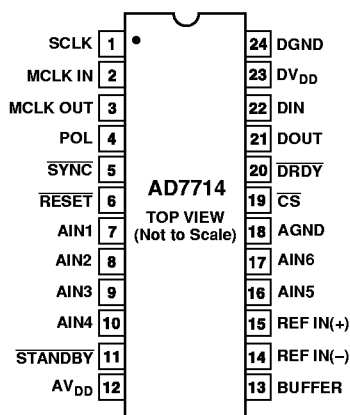 SCLK 1 24 DGND
MCLK IN 2 23 DVDD
MCLK OUT 3 22 DIN
POL 4 21 DOUT
SYNC 5 20 DRDY
RESET 6 AD7714 19 CS
AIN1 7 TOP VIEW 18 AGND
AIN2 8 (Not to Scale) 17 AIN6
AIN3 9 16 AIN5
AIN4 10 15 REF IN(+)
STANDBY 11 14 REF IN(–)
AVDD 12 13 BUFFER